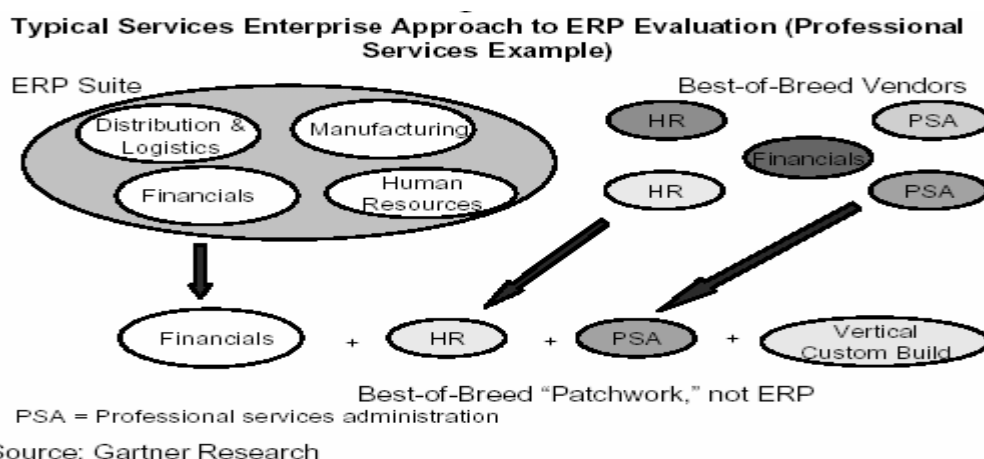 Typical Services Enterprise Approach to ERP Evaluation (Professional
Services Example)
ERP Suite
Best-of-Breed Vendors
Distribution &
Logistics
Manufacturing
HR
PSA
Financials
Financials
Human
Resources
HR
PSA
Financials
+
HR
+
PSA
+
Vertical
Custom Build
Best-of-Breed “Patchwork,” not ERP
PSA = Professional services administration
Source: Gartner Research